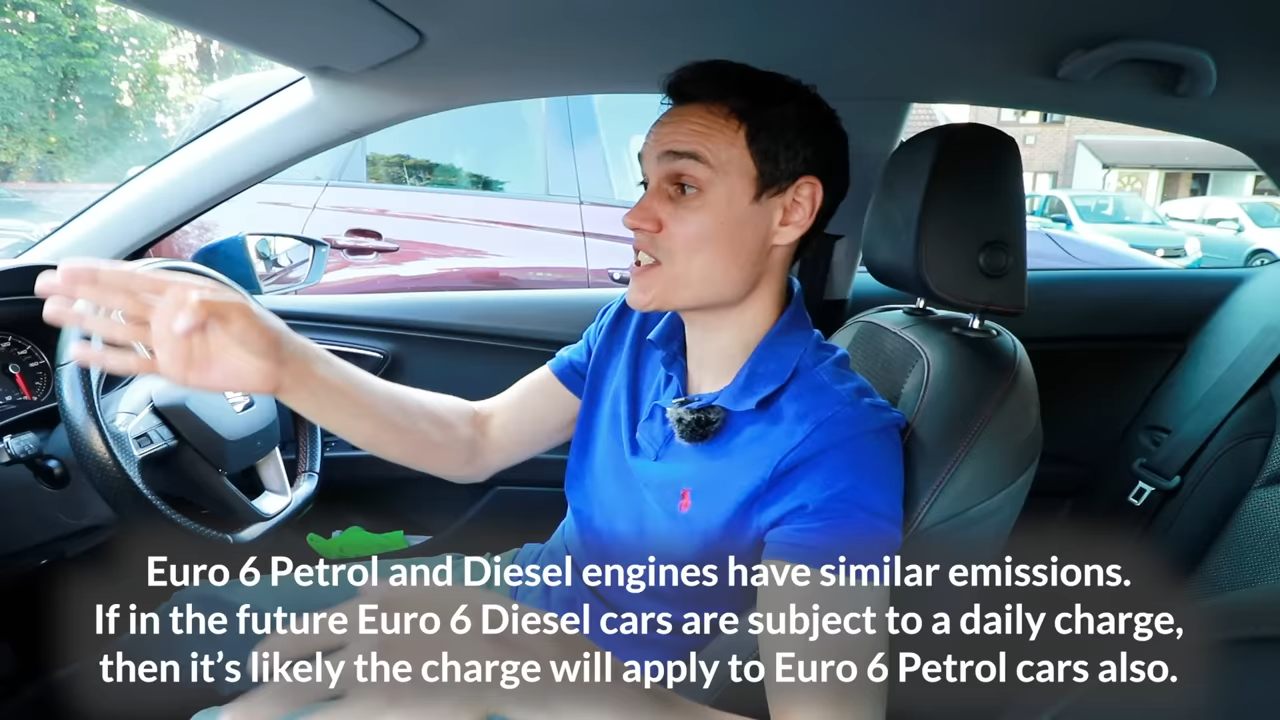 Euro 6 Petrol and Diesel engines have similar emissions.
If in the future Euro 6 Diesel cars are subject to a daily charge,
then it's likely the charge will apply to Euro 6 Petrol cars also.